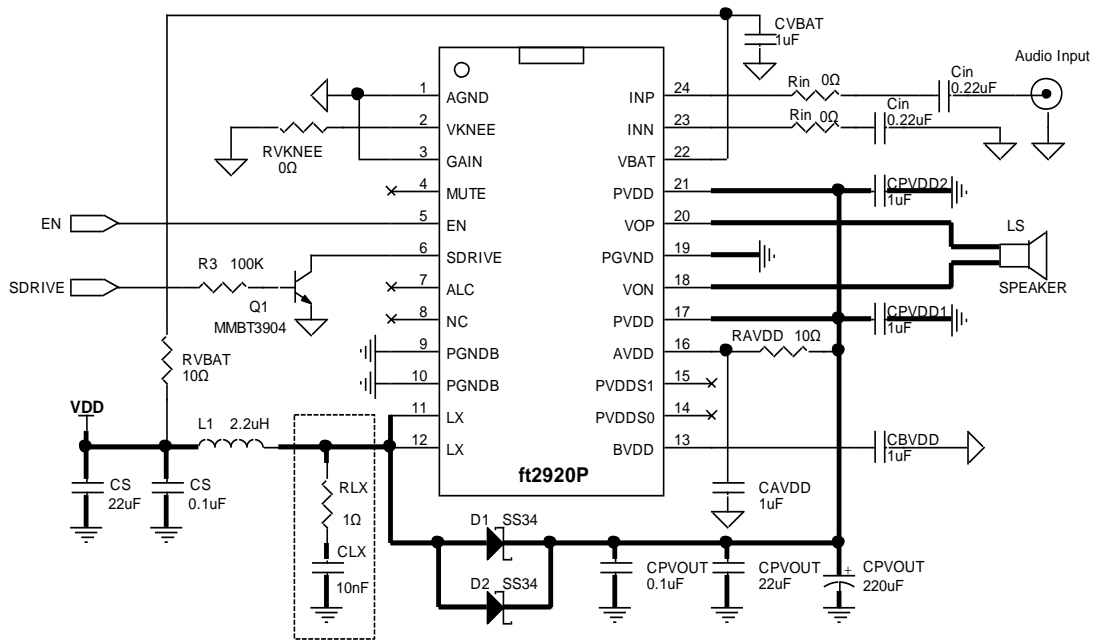 CVBAT
1uF
Audio Input
Rin 0Ω
Cin
0.22uF
Rin 0Ω
Cin
0.22uF
1 AGND
2 VKNEE
3 GAIN
4 MUTE
5 EN
6 SDRIVE
7 ALC
8 NC
9 PGNDB
10 PGNDB
11 LX
12 LX
INP 24
INN 23
VBAT 22
PVDD 21
VOP 20
PGVND 19
VON 18
PVDD 17
AVDD 16
PVDDS1 15
PVDDS0 14
BVDD 13
ft2920P
RVKNEE
0Ω
EN
SDRIVE
R3 100K
Q1
MMBT3904
RVBAT
10Ω
VDD
L1 2.2uH
CS
22uF
CS
0.1uF
RLX
1Ω
CLX
10nF
CPVDD2
1uF
LS
SPEAKER
CPVDD1
1uF
RAVDD 10Ω
CBVDD
1uF
CAVDD
1uF
D1 SS34
D2 SS34
CPVOUT
0.1uF
CPVOUT
22uF
+
CPVOUT
220uF